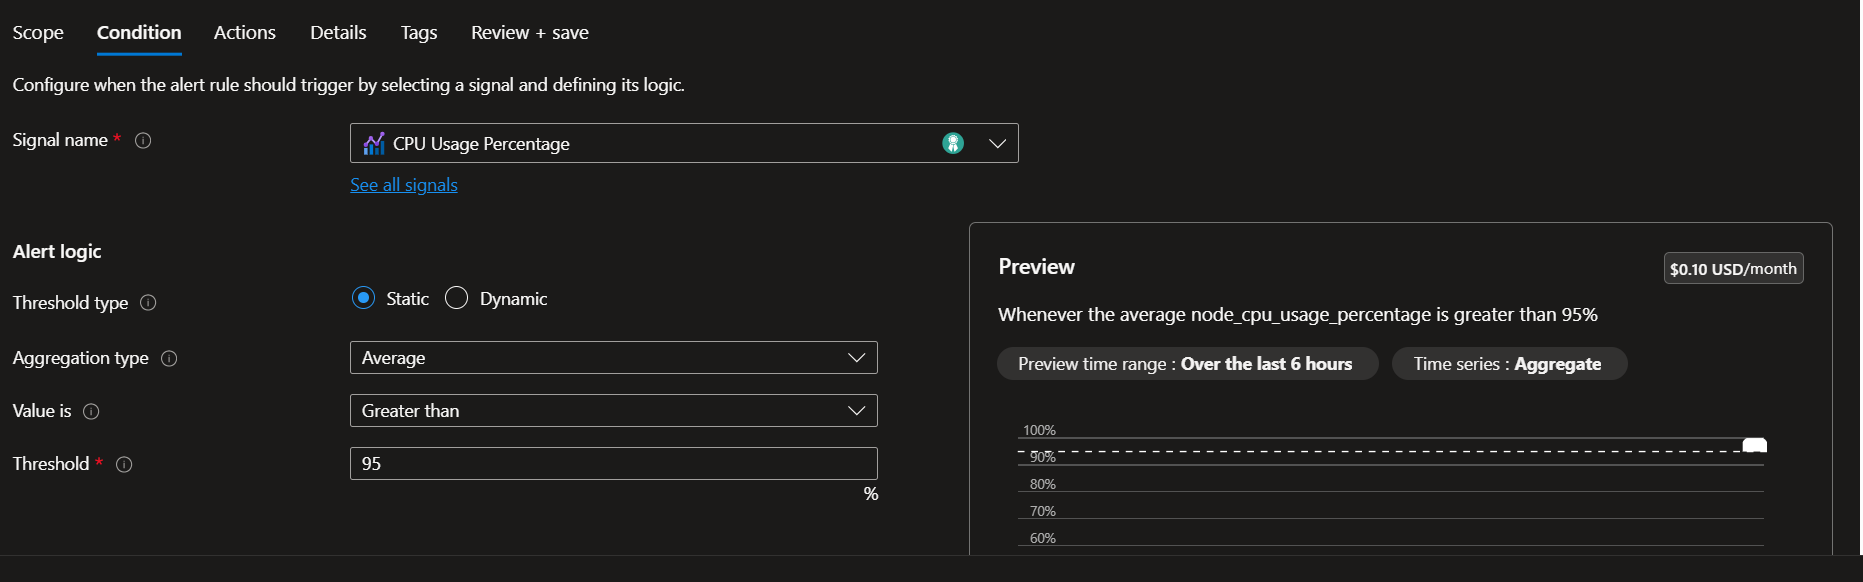 Scope Condition Actions Details Tags Review + save
Configure when the alert rule should trigger by selecting a signal and defining its logic.
Signal name *
CPU Usage Percentage
See all signals
Alert logic
Threshold type
Static Dynamic
Aggregation type
Average
Value is
Greater than
Threshold *
95
%
Preview
$0.10 USD/month
Whenever the average node_cpu_usage_percentage is greater than 95%
Preview time range : Over the last 6 hours
Time series : Aggregate
100%
90%
80%
70%
60%